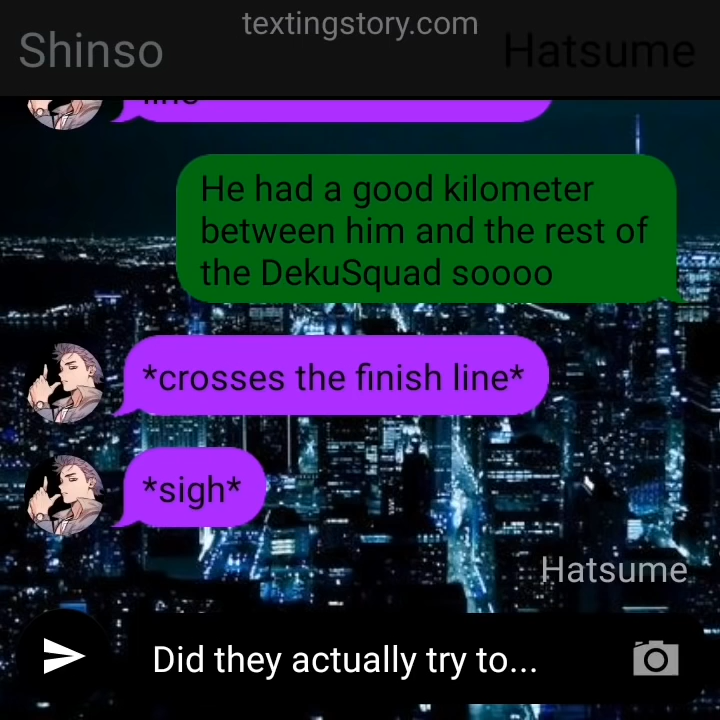 textingstory.com
Shinso
Hatsume
He had a good kilometer
between him and the rest of
the DekuSquad soooo
*crosses the finish line*
*sigh*
Hatsume
Did they actually try to...